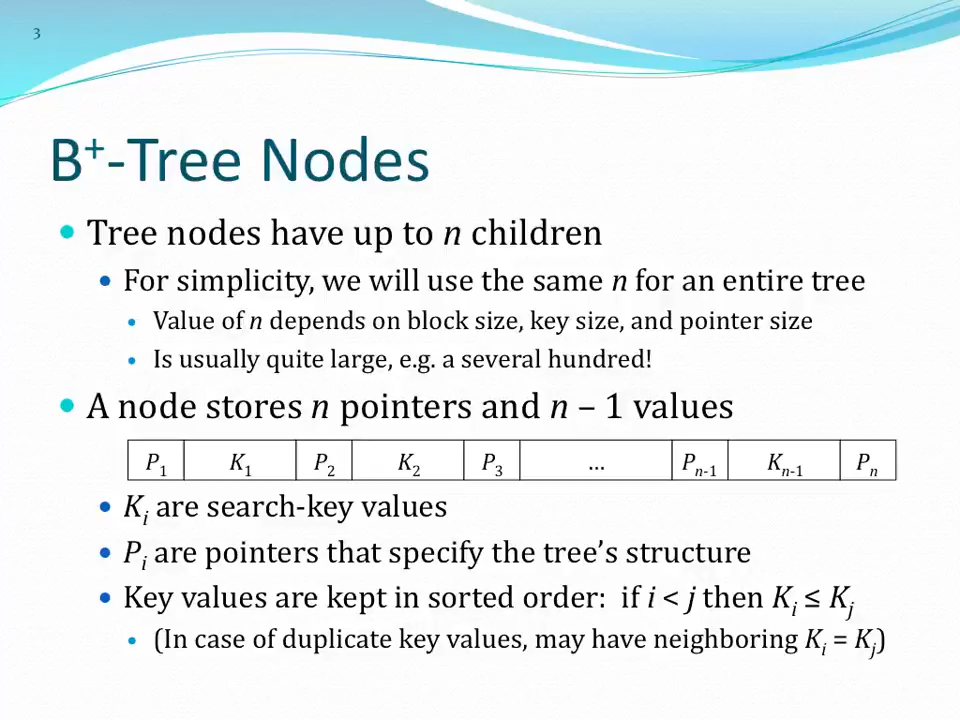 3
B+-Tree Nodes
• Tree nodes have up to n children
• For simplicity, we will use the same n for an entire tree
• Value of n depends on block size, key size, and pointer size
• Is usually quite large, e.g. a several hundred!
• A node stores n pointers and n – 1 values
P1 K1 P2 K2 P3 … Pn-1 Kn-1 Pn
• Ki are search-key values
• Pi are pointers that specify the tree’s structure
• Key values are kept in sorted order: if i < j then Ki ≤ Kj
• (In case of duplicate key values, may have neighboring Ki = Kj)